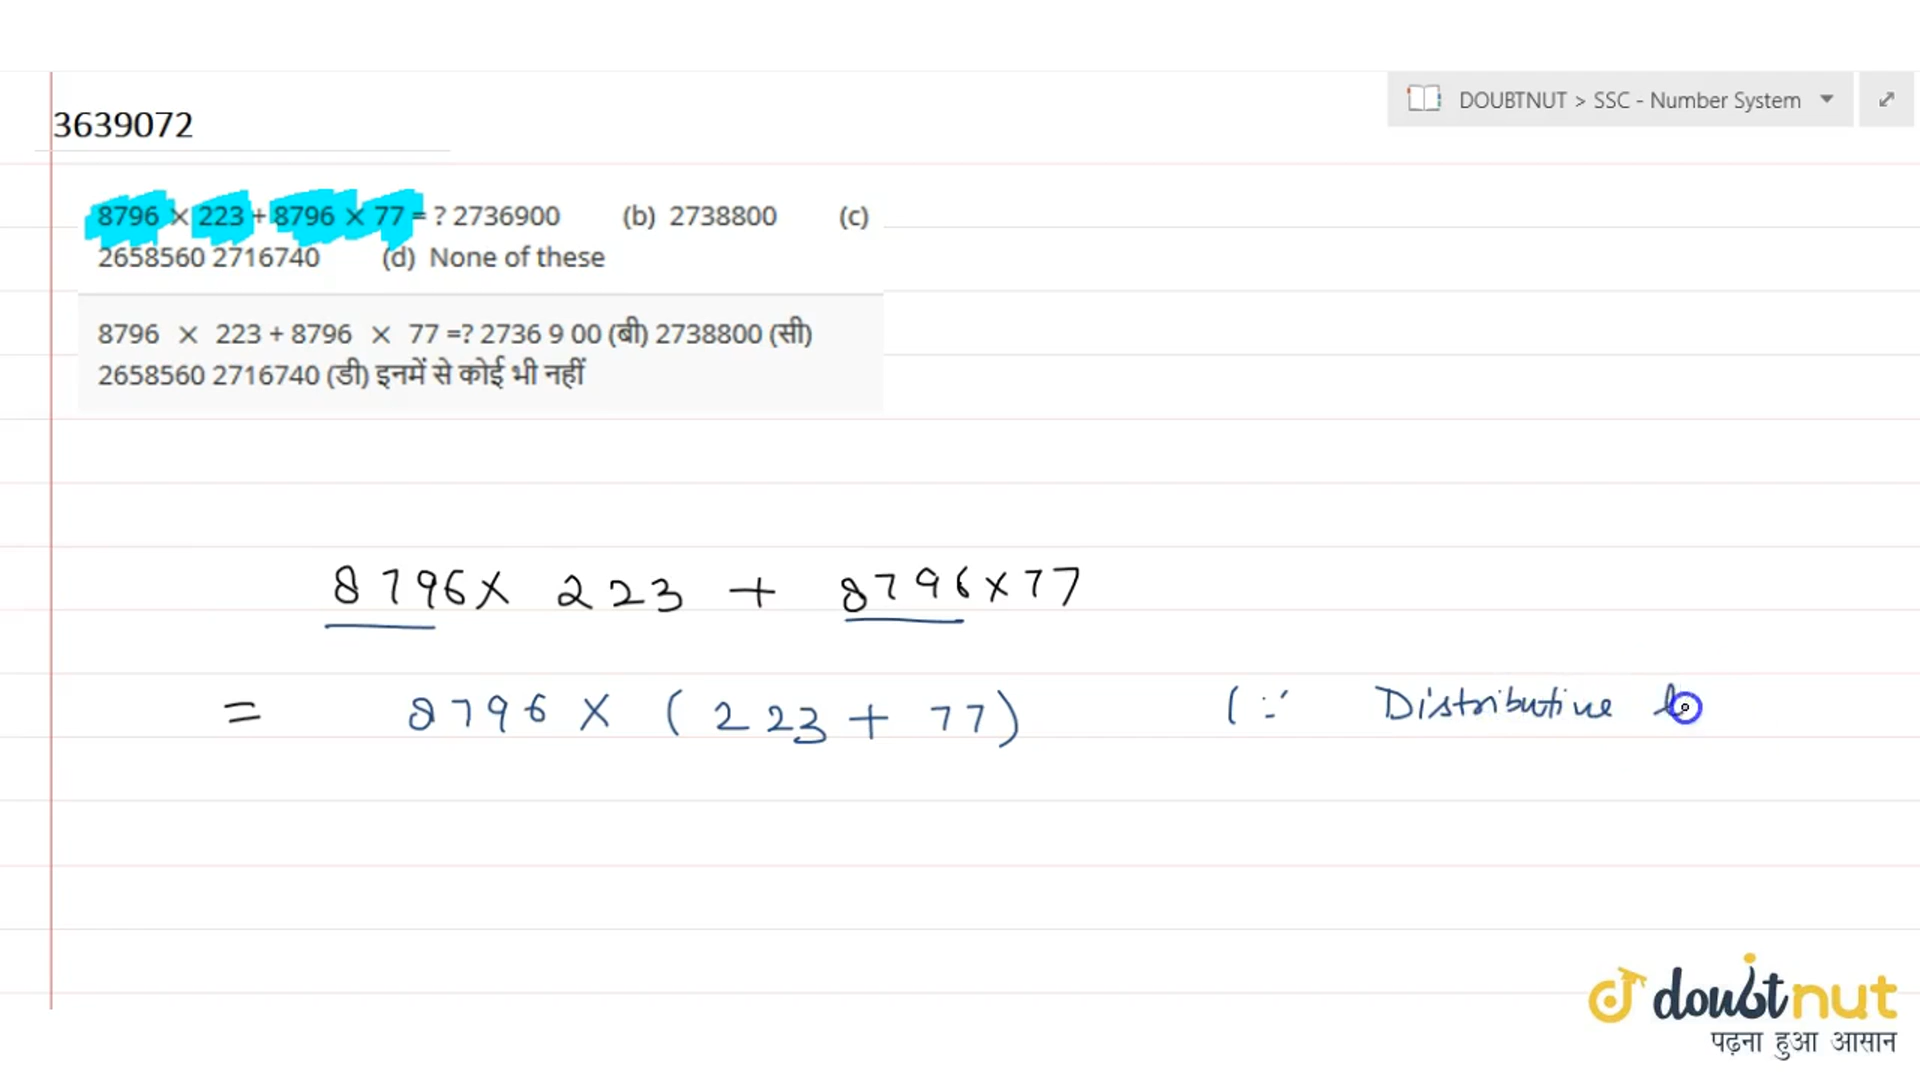 DOUBTNUT > SSC - Number System
3639072
8796 × 223 + 8796 × 77 = ? 2736900 (b) 2738800 (c)
2658560 2716740 (d) None of these
8796 × 223 + 8796 × 77 =? 2736 9 00 (बी) 2738800 (सी)
2658560 2716740 (डी) इनमें से कोई भी नहीं
8796 × 223 + 8796 × 77
= 8796 × (223 + 77) (∵ Distributive
doubtnut
पढ़ना हुआ आसान